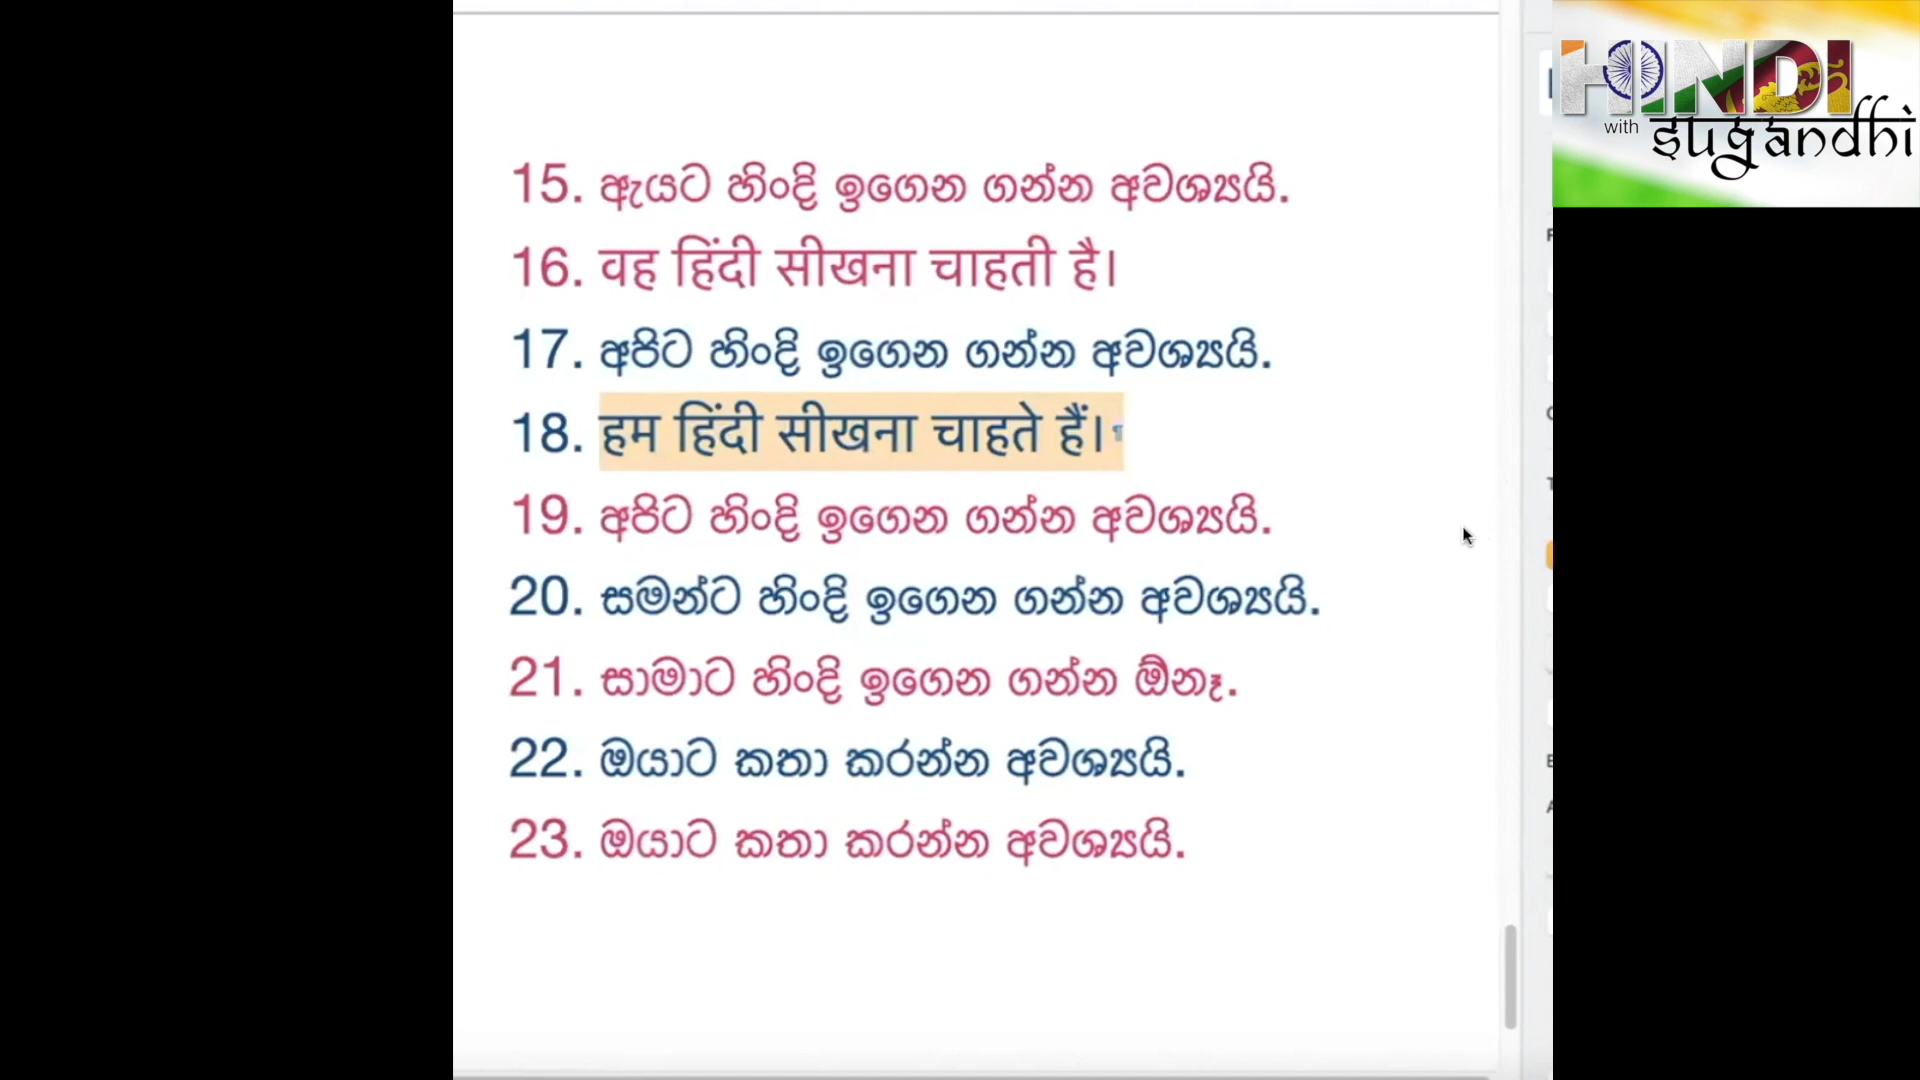 HINDI
with
sugandhi
15. ඇයට හිංදි ඉගෙන ගන්න අවශ්‍යයි.
16. वह हिंदी सीखना चाहती है।
17. අපිට හිංදි ඉගෙන ගන්න අවශ්‍යයි.
18. हम हिंदी सीखना चाहते हैं।
19. අපිට හිංදි ඉගෙන ගන්න අවශ්‍යයි.
20. සමන්ට හිංදි ඉගෙන ගන්න අවශ්‍යයි.
21. සාමාට හිංදි ඉගෙන ගන්න ඕනෑ.
22. ඔයාට කතා කරන්න අවශ්‍යයි.
23. ඔයාට කතා කරන්න අවශ්‍යයි.